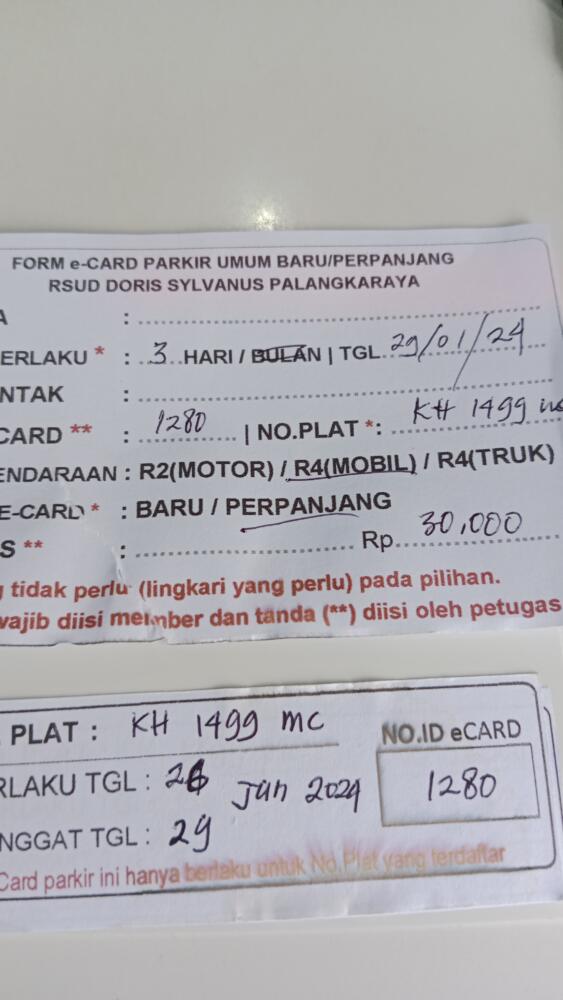 FORM e-CARD PARKIR UMUM BARU/PERPANJANG
RSUD DORIS SYLVANUS PALANGKARAYA
A :
ERLAKU * : 3 HARI / BULAN | TGL 29/01/24
NTAK :
CARD ** : 1280 | NO.PLAT *: KH 1499
ENDARAAN : R2(MOTOR) / R4(MOBIL) / R4(TRUK)
E-CARD * : BARU / PERPANJANG
S ** : Rp 30,000
tidak perlu (lingkari yang perlu) pada pilihan.
wajib diisi member dan tanda (**) diisi oleh petugas
PLAT : KH 1499 MC
NO.ID eCARD
RLAKU TGL : 26 Jan 2024
1280
NGGAT TGL : 29
Card parkir ini hanya berlaku untuk No.Plat yang terdaftar